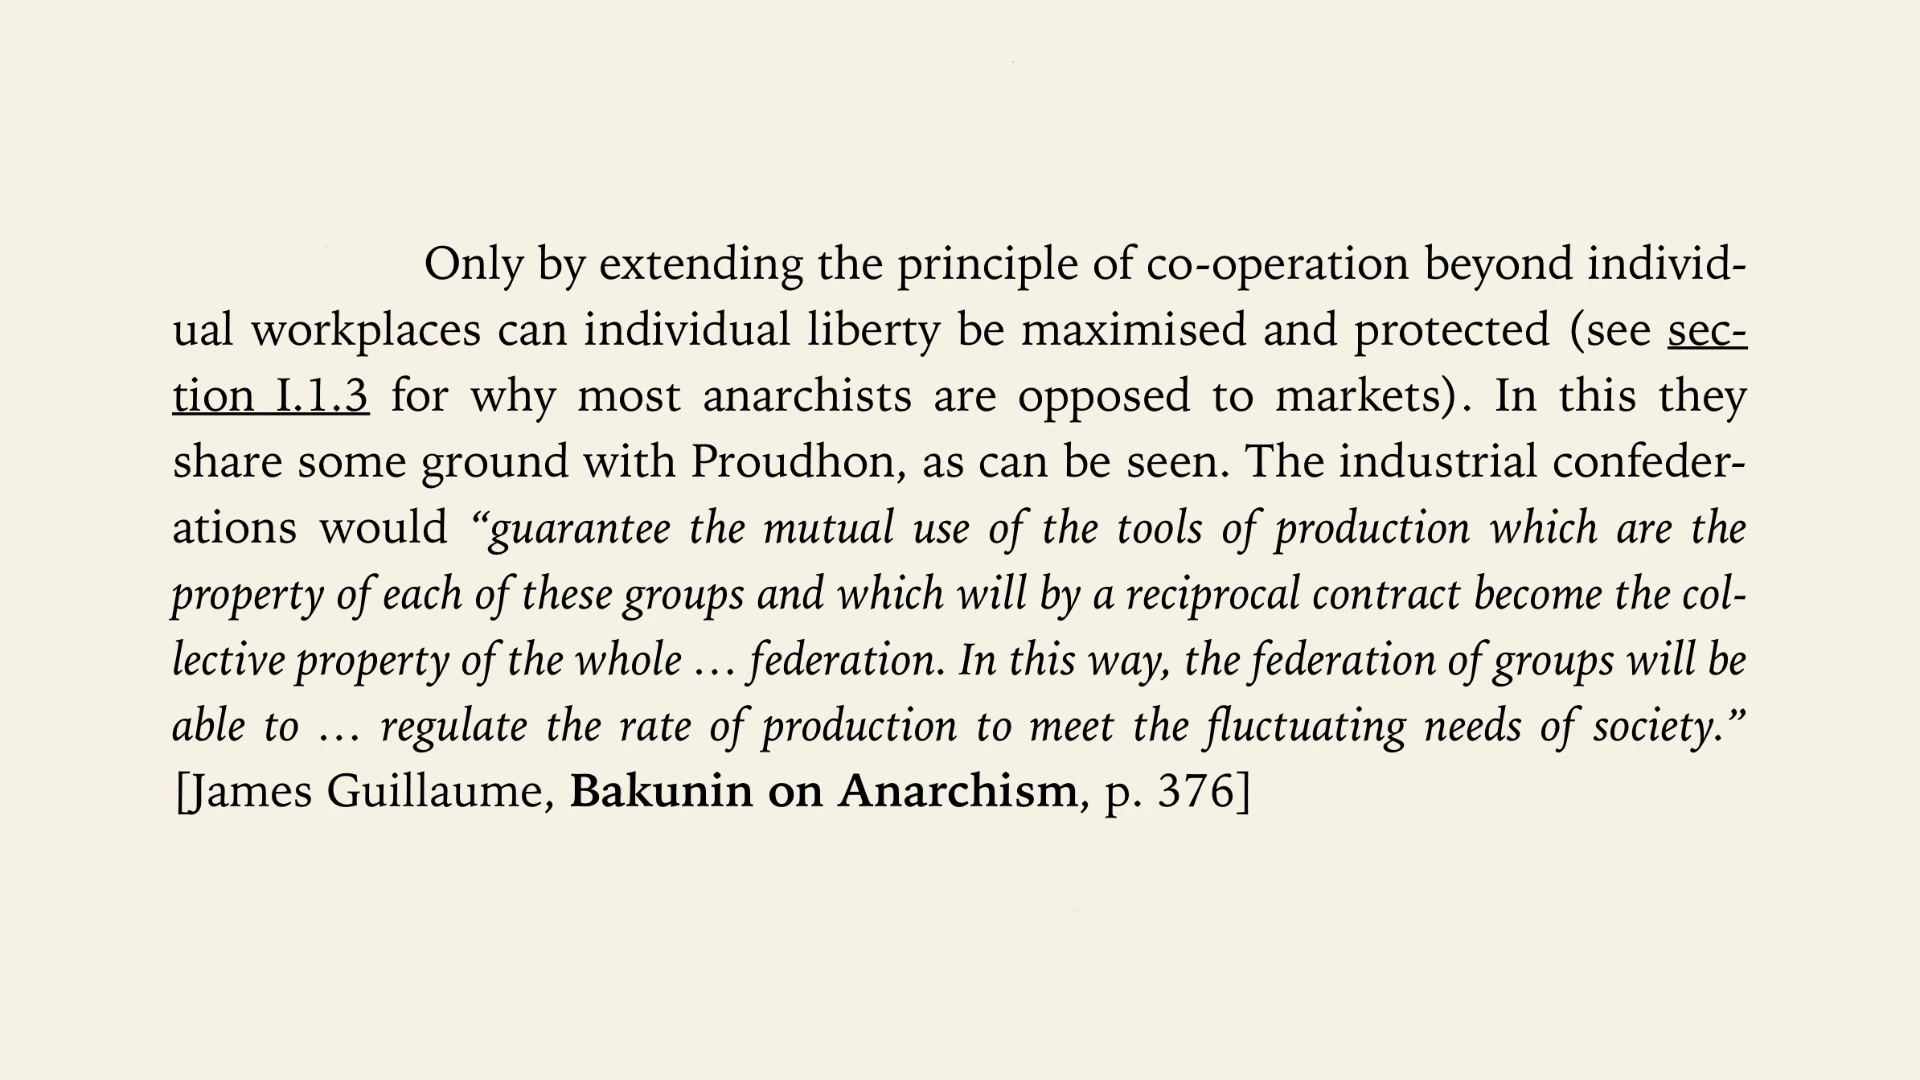 Only by extending the principle of co-operation beyond individ-
ual workplaces can individual liberty be maximised and protected (see sec-
tion I.1.3 for why most anarchists are opposed to markets). In this they
share some ground with Proudhon, as can be seen. The industrial confeder-
ations would “guarantee the mutual use of the tools of production which are the
property of each of these groups and which will by a reciprocal contract become the col-
lective property of the whole … federation. In this way, the federation of groups will be
able to … regulate the rate of production to meet the fluctuating needs of society.”
[James Guillaume, Bakunin on Anarchism, p. 376]